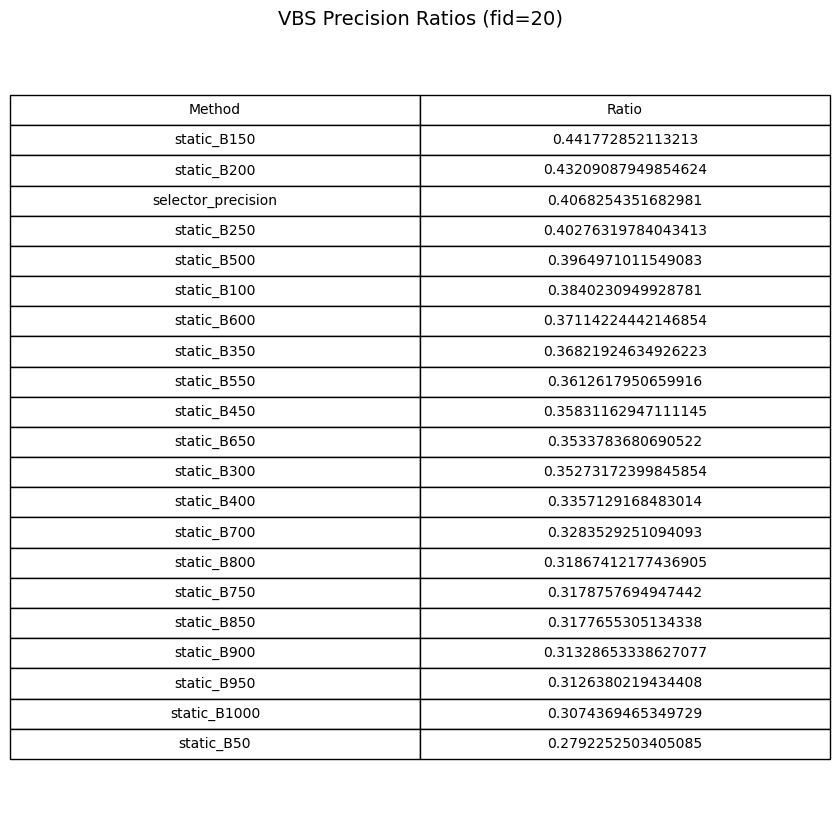 VBS Precision Ratios (fid=20)
Method Ratio
static_B150 0.441772852113213
static_B200 0.43209087949854624
selector_precision 0.4068254351682981
static_B250 0.40276319784043413
static_B500 0.3964971011549083
static_B100 0.3840230949928781
static_B600 0.37114224442146854
static_B350 0.36821924634926223
static_B550 0.3612617950659916
static_B450 0.35831162947111145
static_B650 0.3533783680690522
static_B300 0.35273172399845854
static_B400 0.3357129168483014
static_B700 0.3283529251094093
static_B800 0.31867412177436905
static_B750 0.3178757694947442
static_B850 0.3177655305134338
static_B900 0.31328653338627077
static_B950 0.3126380219434408
static_B1000 0.3074369465349729
static_B50 0.2792252503405085